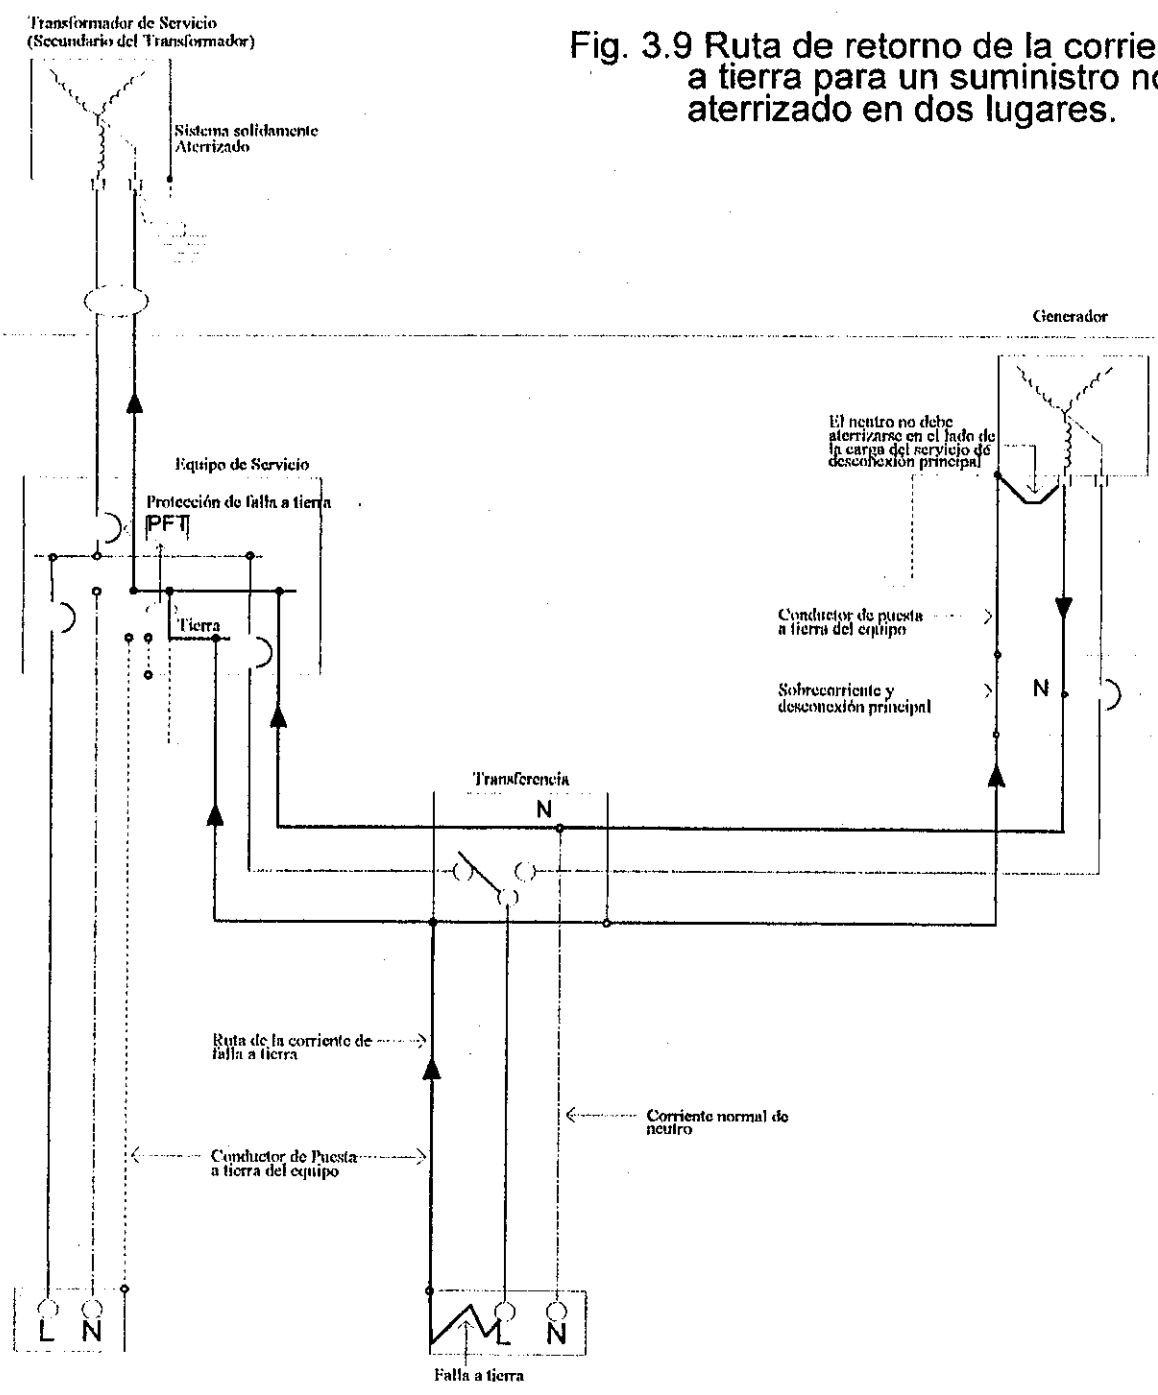 Transformador de Servicio
(Secundario del Transformador)
Fig. 3.9 Ruta de retorno de la corrie
a tierra para un suministro no
aterrizado en dos lugares.
Sistema solidamente
Aterrizado
Generador
El neutro no debe
aterrizarse en el lado de
la carga del servicio de
desconexión principal
Equipo de Servicio
Protección de falla a tierra
PFT
Tierra
Conductor de puesta
a tierra del equipo
Sobrecorriente y
desconexión principal
N
Transferencia
N
Ruta de la corriente de
falla a tierra
Corriente normal de
neutro
Conductor de Puesta
a tierra del equipo
L N
L N
Falla a tierra